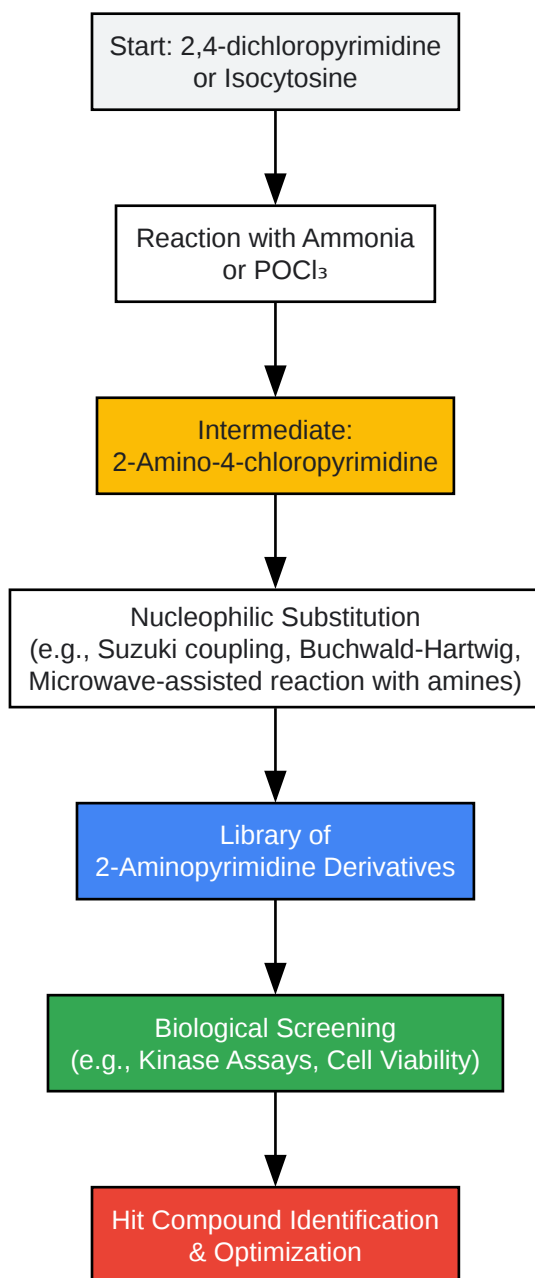 Start: 2,4-dichloropyrimidine
or Isocytosine
Reaction with Ammonia
or POCl₃
Intermediate:
2-Amino-4-chloropyrimidine
Nucleophilic Substitution
(e.g., Suzuki coupling, Buchwald-Hartwig,
Microwave-assisted reaction with amines)
Library of
2-Aminopyrimidine Derivatives
Biological Screening
(e.g., Kinase Assays, Cell Viability)
Hit Compound Identification
& Optimization